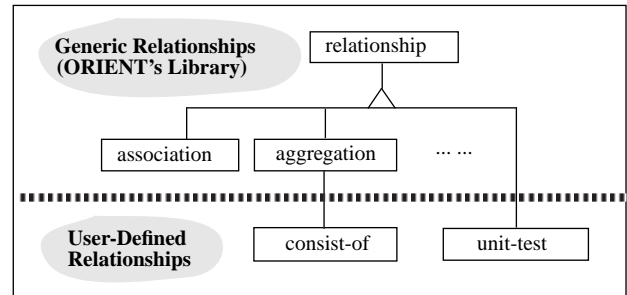 Generic Relationships
(ORIENT's Library)
relationship
association
aggregation
... ...
User-Defined
Relationships
consist-of
unit-test